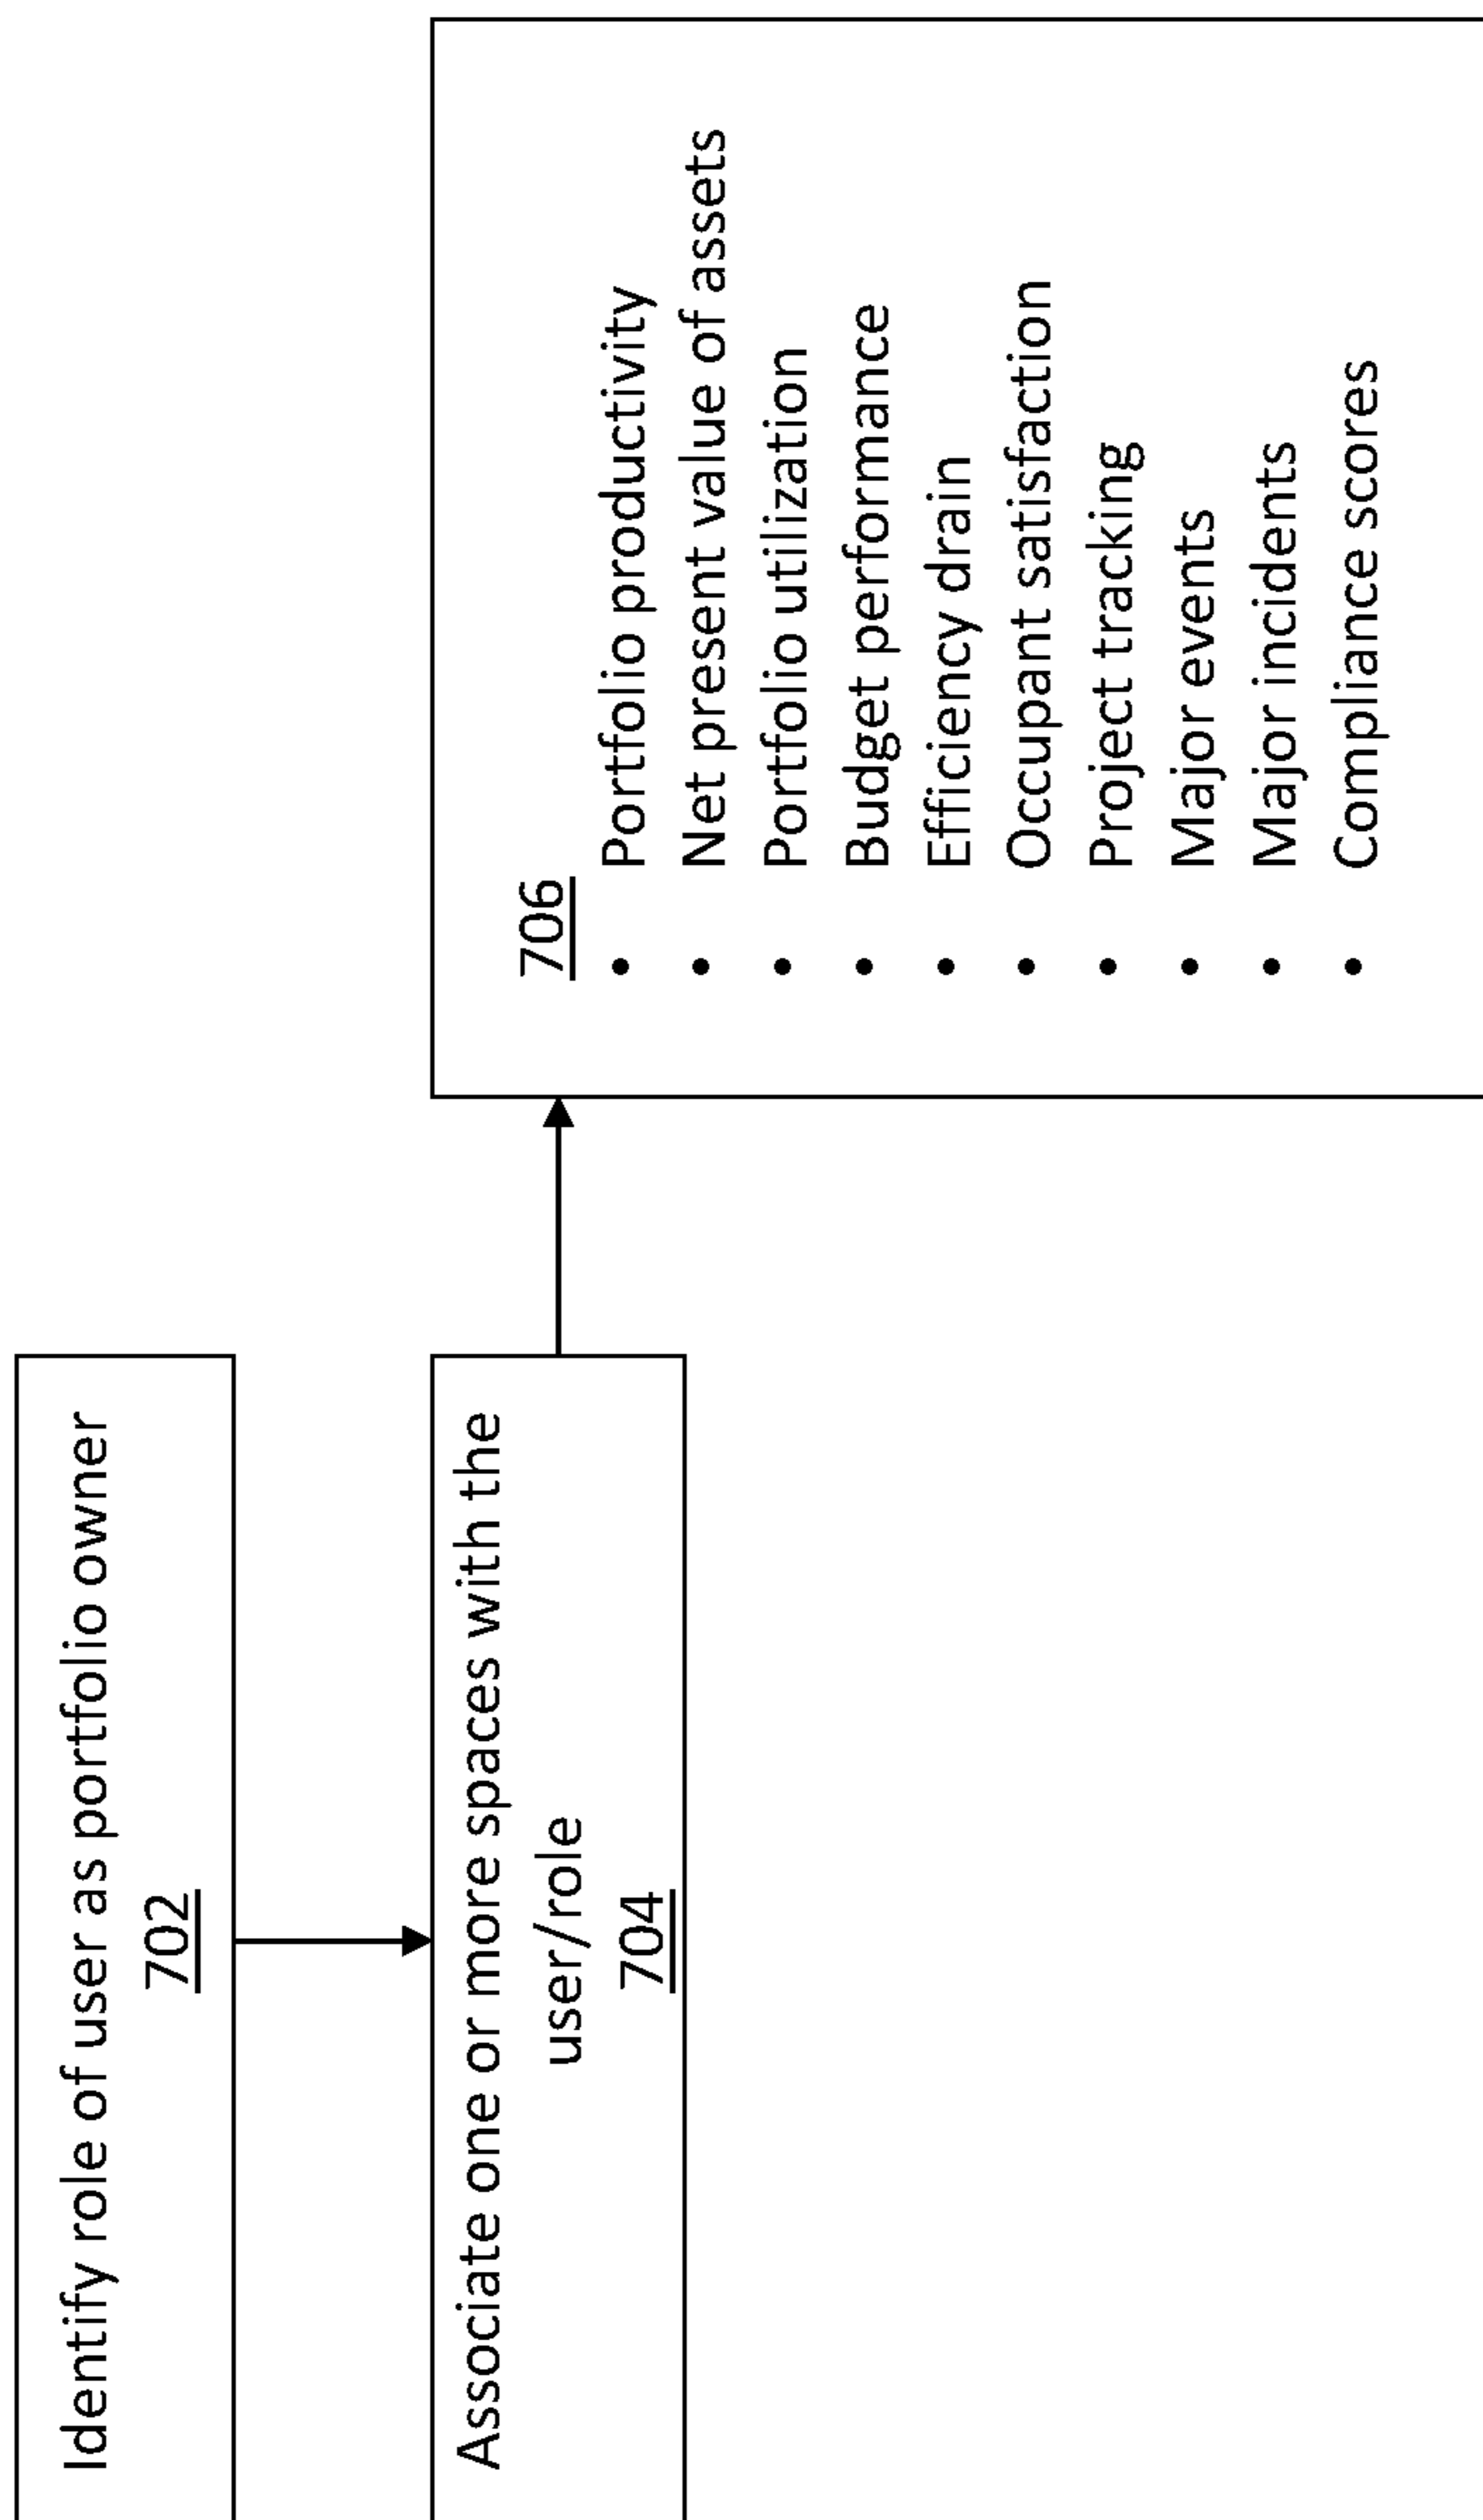 Identify role of user as portfolio owner
702
Associate one or more spaces with the
user/role
704
706
• Portfolio productivity
• Net present value of assets
• Portfolio utilization
• Budget performance
• Efficiency drain
• Occupant satisfaction
• Project tracking
• Major events
• Major incidents
• Compliance scores